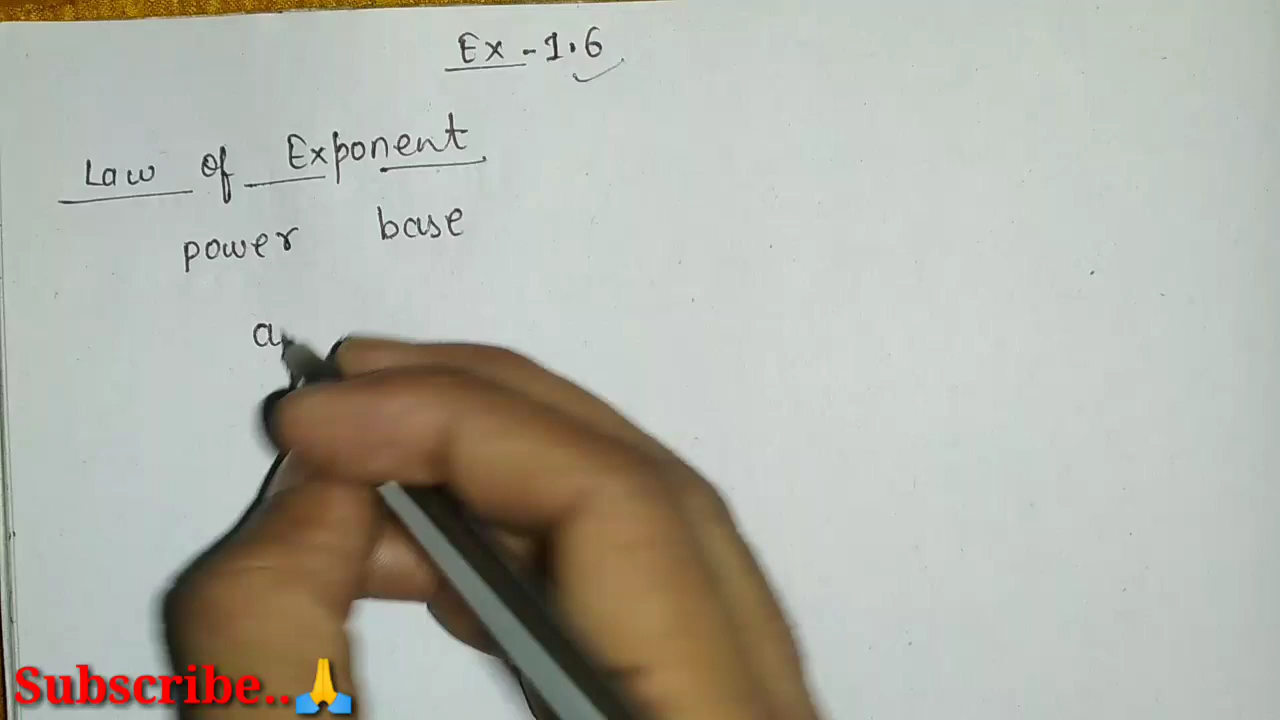 Ex - 1.6
Law of Exponent
power base
a
Subscribe..🙏